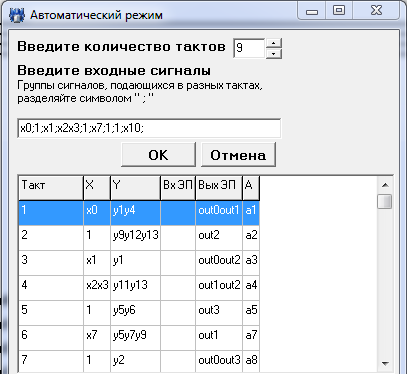 Автоматический режим
Введите количество тактов 9
Введите входные сигналы
Группы сигналов, подающихся в разных тактах,
разделяйте символом " ; "
x0;1;x1;x2x3;1;x7;1;1;x10;
OK Отмена
Такт X Y Вх ЭП Вых ЭП A
1 x0 y1y4 out0out1 a1
2 1 y9y12y13 out2 a2
3 x1 y1 out0out2 a3
4 x2x3 y11y13 out1out2 a4
5 1 y5y6 out3 a5
6 x7 y5y7y9 out1 a7
7 1 y2 out0out3 a8